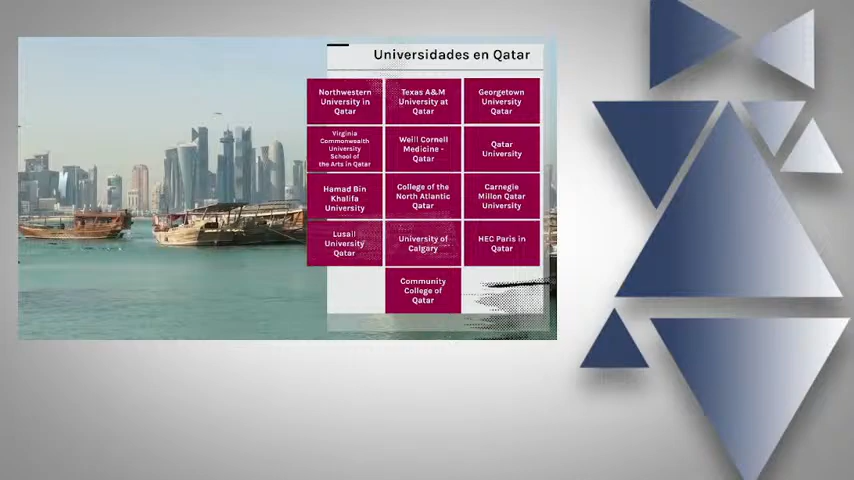 Universidades en Qatar
Northwestern
University in
Qatar
Texas A&M
University at
Qatar
Georgetown
University
Qatar
Virginia
Commonwealth
University
School of
the Arts in Qatar
Weill Cornell
Medicine -
Qatar
Qatar
University
Hamad Bin
Khalifa
University
College of the
North Atlantic
Qatar
Carnegie
Millon Qatar
University
Lusail
University
Qatar
University of
Calgary
HEC Paris in
Qatar
Community
College of
Qatar